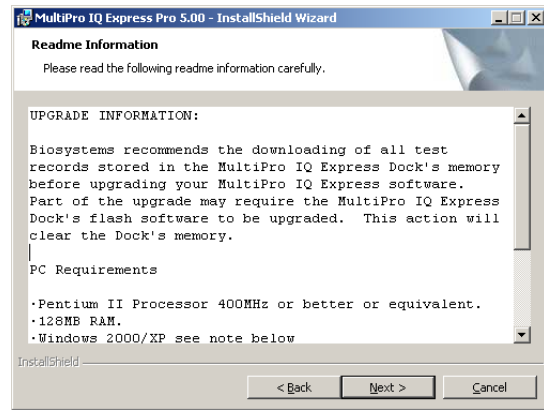 MultiPro IQ Express Pro 5.00 - InstallShield Wizard
Readme Information
Please read the following readme information carefully.
UPGRADE INFORMATION:
Biosystems recommends the downloading of all test
records stored in the MultiPro IQ Express Dock's memory
before upgrading your MultiPro IQ Express software.
Part of the upgrade may require the MultiPro IQ Express
Dock's flash software to be upgraded.  This action will
clear the Dock's memory.
PC Requirements
·Pentium II Processor 400MHz or better or equivalent.
·128MB RAM.
·Windows 2000/XP see note below
InstallShield
< Back
Next >
Cancel